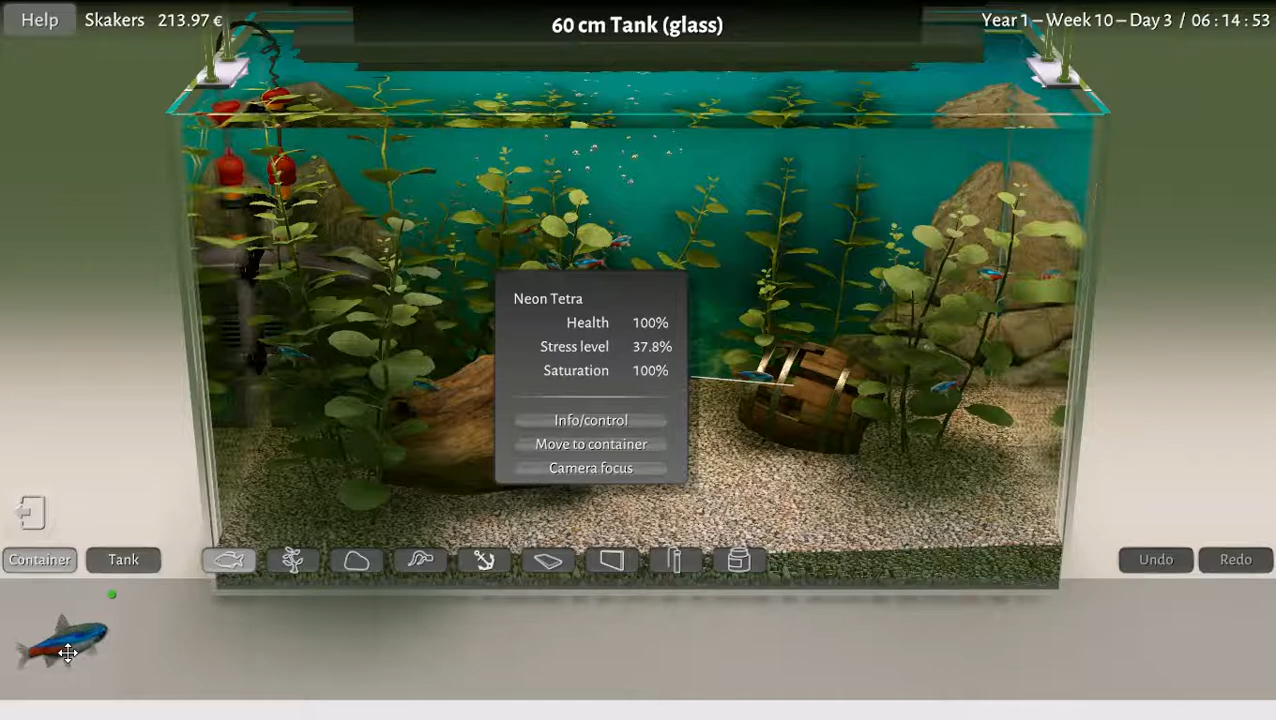 Help Skakers 213.97 € 60 cm Tank (glass) Year 1 – Week 10 – Day 3 / 06:14:53
Neon Tetra
Health 100%
Stress level 37.8%
Saturation 100%
Info/control
Move to container
Camera focus
Container Tank Undo Redo